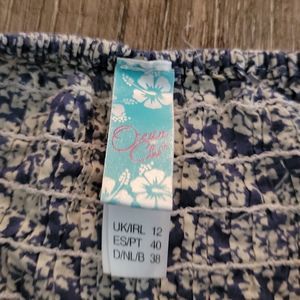 Ocean
Club
UK/IRL 12
ES/PT 40
D/NL/B 38